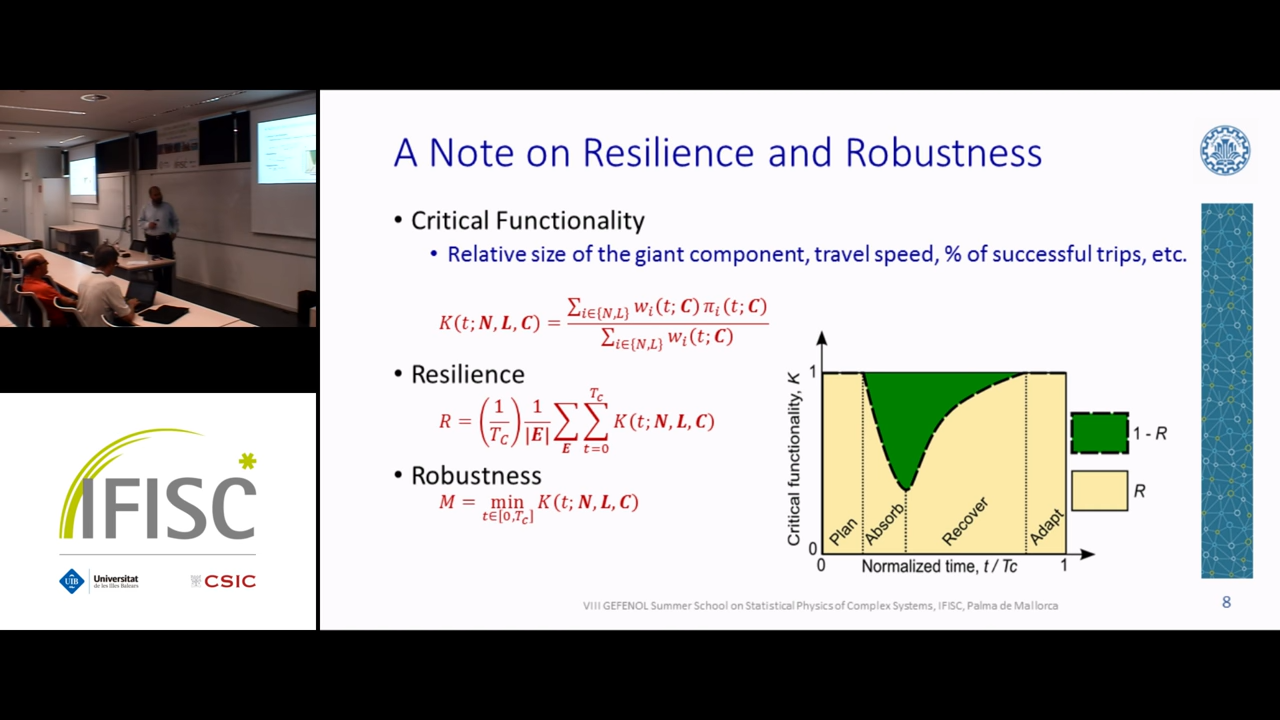 A Note on Resilience and Robustness
• Critical Functionality
• Relative size of the giant component, travel speed, % of successful trips, etc.
K(t; N, L, C) = ∑i∈{N,L} wi(t; C) πi(t; C) / ∑i∈{N,L} wi(t; C)
• Resilience
R = (1/TC) 1/|E| ∑E ∑t=0Tc K(t; N, L, C)
• Robustness
M = min t∈[0,Tc] K(t; N, L, C)
Critical functionality, K
1
0
Plan
Absorb
Recover
Adapt
0
Normalized time, t / Tc
1
1 - R
R
VIII GEFENOL Summer School on Statistical Physics of Complex Systems, IFISC, Palma de Mallorca
8
IFISC
UIB
Universitat
de les Illes Balears
CSIC